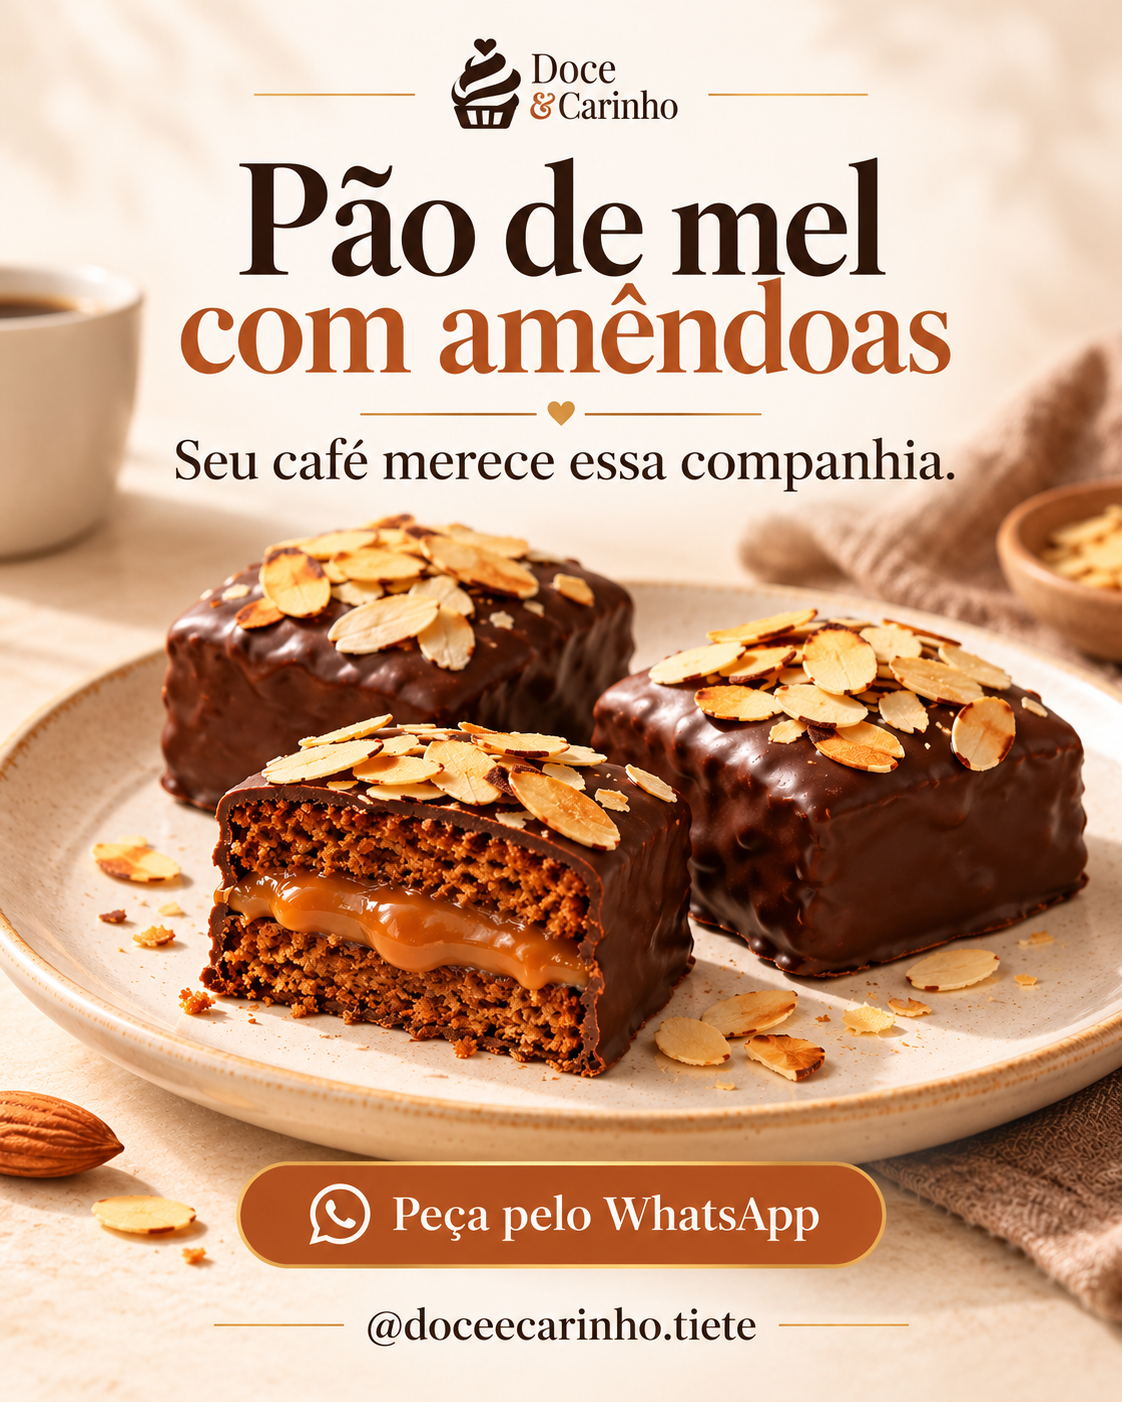 Doce
& Carinho
Pão de mel
com amêndoas
Seu café merece essa companhia.
Peça pelo WhatsApp
@doceecarinho.tiete